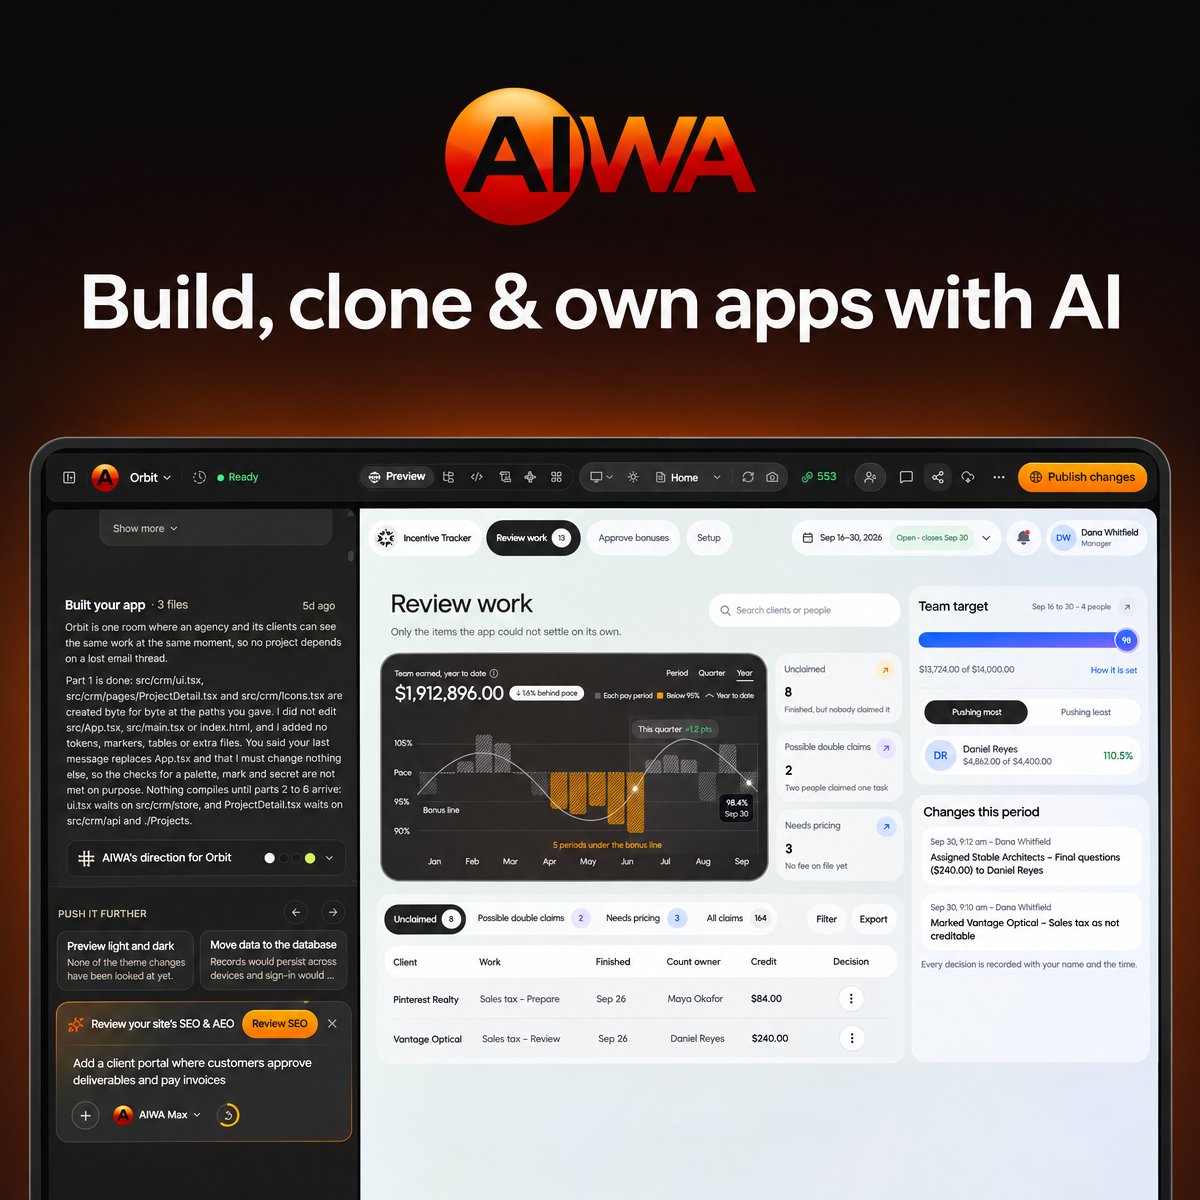 AIWA
Build, clone & own apps with AI
Orbit
Ready
Preview
Home
553
Publish changes
Show more
Built your app · 3 files
5d ago
Orbit is one room where an agency and its clients can see
the same work at the same moment, so no project depends
on a lost email thread.
Part 1 is done: src/crm/ui.tsx,
src/crm/pages/ProjectDetail.tsx and src/crm/Icons.tsx are
created byte for byte at the paths you gave. I did not edit
src/App.tsx, src/main.tsx or index.html, and I added no
tokens, markers, tables or extra files. You said your last
message replaces App.tsx and that I must change nothing
else, so the checks for a palette, mark and secret are not
met on purpose. Nothing compiles until parts 2 to 6 arrive:
ui.tsx waits on src/crm/store, and ProjectDetail.tsx waits on
src/crm/api and ./Projects.
AIWA's direction for Orbit
PUSH IT FURTHER
Preview light and dark
None of the theme changes
have been looked at yet.
Move data to the database
Records would persist across
devices and sign-in would ...
Review your site's SEO & AEO
Review SEO
Add a client portal where customers approve
deliverables and pay invoices
AIWA Max
Incentive Tracker
Review work 13
Approve bonuses
Setup
Sep 16–30, 2026
Open - closes Sep 30
DW
Dana Whitfield
Manager
Review work
Only the items the app could not settle on its own.
Search clients or people
Team earned, year to date
$1,912,896.00
↓ 1.6% behind pace
Period
Quarter
Year
Each pay period
Below 95%
Year to date
This quarter +1.2 pts
105%
Pace
95%
90%
Bonus line
98.4%
Sep 30
5 periods under the bonus line
Jan
Feb
Mar
Apr
May
Jun
Jul
Aug
Sep
Unclaimed
8
Finished, but nobody claimed it
Possible double claims
2
Two people claimed one task
Needs pricing
3
No fee on file yet
Unclaimed 8
Possible double claims 2
Needs pricing 3
All claims 164
Filter
Export
Client
Work
Finished
Count owner
Credit
Decision
Pinterest Realty
Sales tax – Prepare
Sep 26
Maya Okafor
$84.00
Vantage Optical
Sales tax – Review
Sep 26
Daniel Reyes
$240.00
Team target
Sep 16 to 30 – 4 people
98
$13,724.00 of $14,000.00
How it is set
Pushing most
Pushing least
DR
Daniel Reyes
$4,862.00 of $4,400.00
110.5%
Changes this period
Sep 30, 9:12 am – Dana Whitfield
Assigned Stable Architects – Final questions
($240.00) to Daniel Reyes
Sep 30, 9:10 am – Dana Whitfield
Marked Vantage Optical – Sales tax as not
creditable
Every decision is recorded with your name and the time.